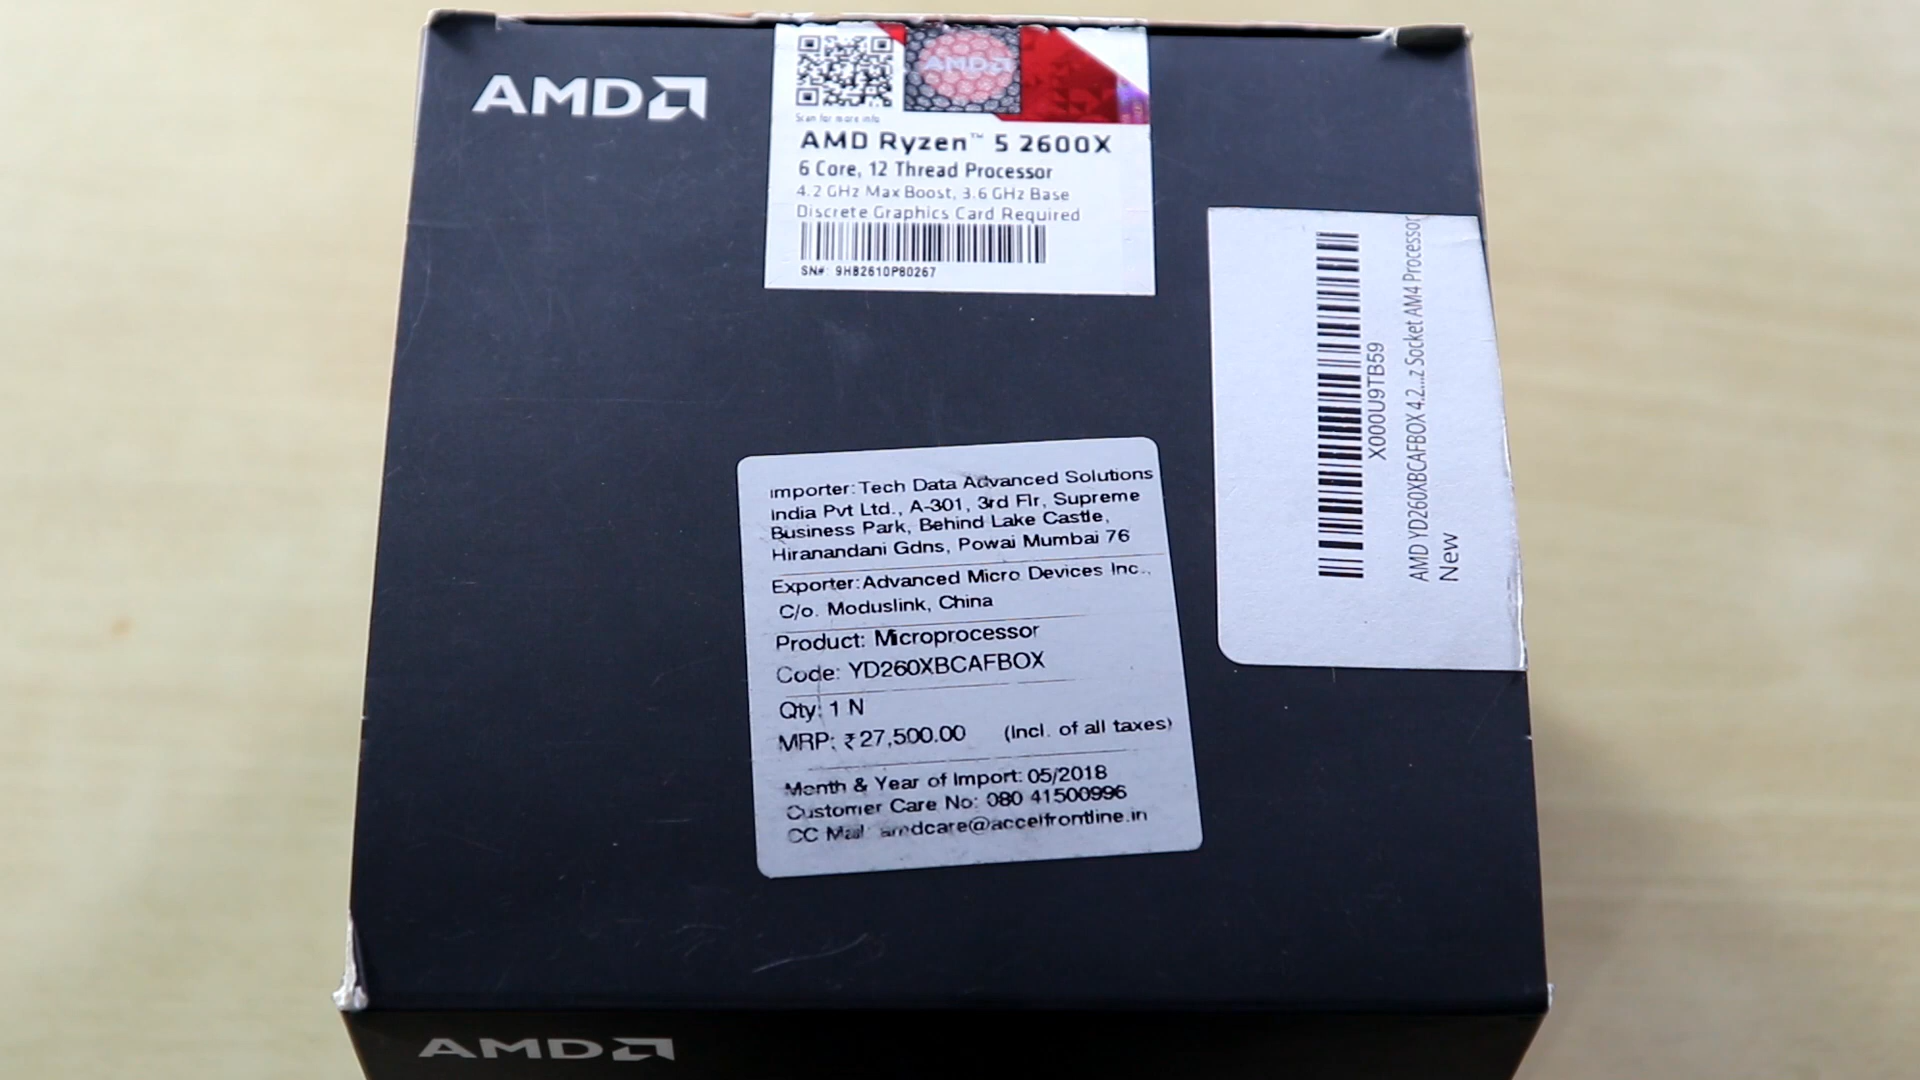 AMD
AMD
Scan for more info
AMD Ryzen™ 5 2600X
6 Core, 12 Thread Processor
4.2 GHz Max Boost, 3.6 GHz Base
Discrete Graphics Card Required
SN#: 9HB2610P80267
X000U9TB59
AMD YD260XBCAFBOX 4.2...z Socket AM4 Processor
New
Importer: Tech Data Advanced Solutions
India Pvt Ltd., A-301, 3rd Flr, Supreme
Business Park, Behind Lake Castle,
Hiranandani Gdns, Powai Mumbai 76
Exporter: Advanced Micro Devices Inc.,
C/o. Moduslink, China
Product: Microprocessor
Code: YD260XBCAFBOX
Qty: 1 N
MRP: ₹ 27,500.00 (Incl. of all taxes)
Month & Year of Import: 05/2018
Customer Care No: 080 41500996
CC Mail: amdcare@accelfrontline.in
AMD